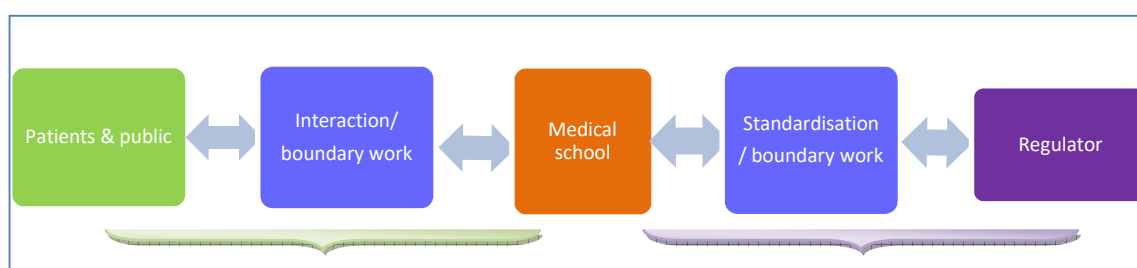 Patients & public
Interaction/
boundary work
Medical
school
Standardisation
/ boundary work
Regulator